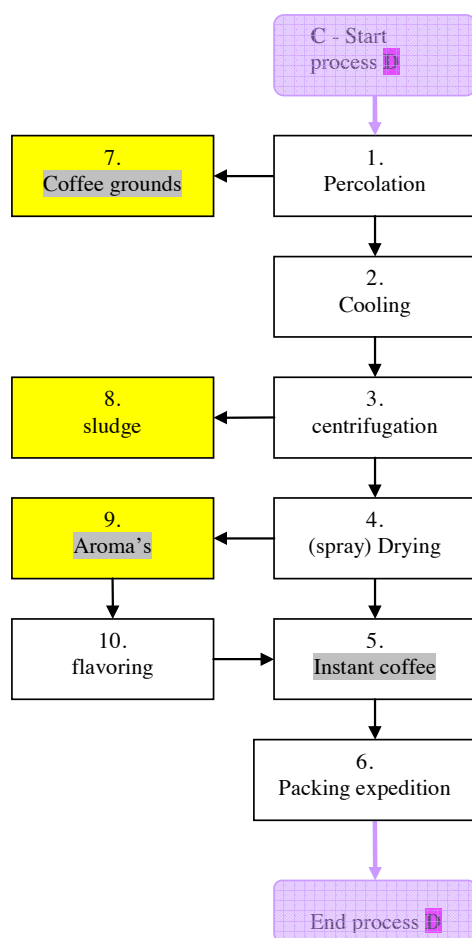 C - Start
process D
7.
Coffee grounds
1.
Percolation
2.
Cooling
8.
sludge
3.
centrifugation
9.
Aroma’s
4.
(spray) Drying
10.
flavoring
5.
Instant coffee
6.
Packing expedition
End process D